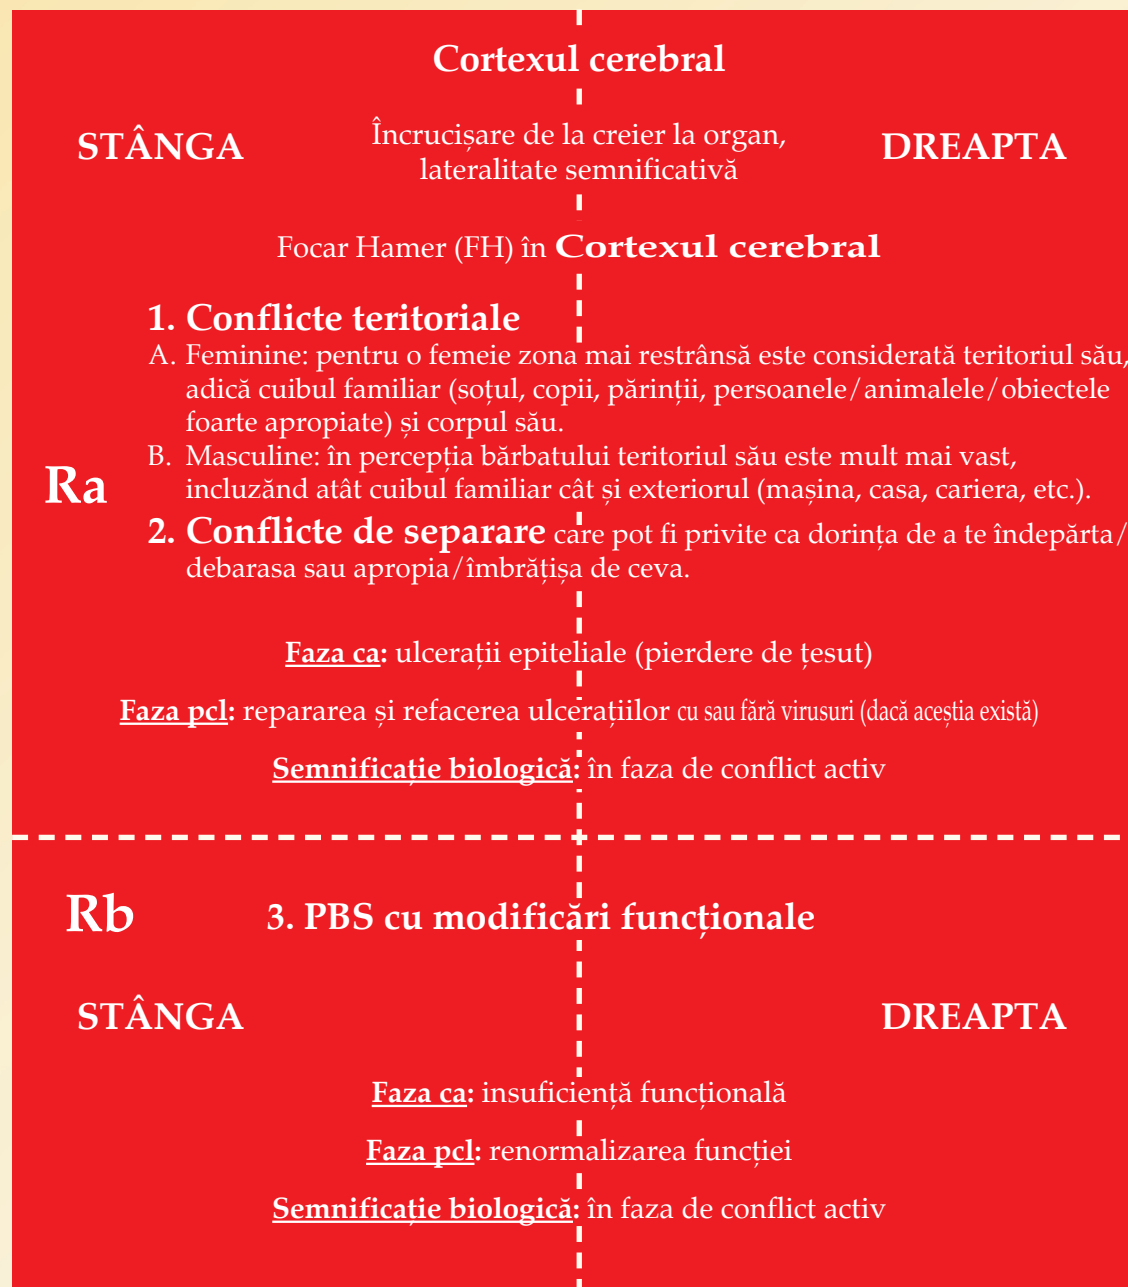 Cortexul cerebral
STÂNGA
Încrucișare de la creier la organ,
lateralitate semnificativă
DREAPTA
Focar Hamer (FH) în Cortexul cerebral
Ra
1. Conflicte teritoriale
A. Feminine: pentru o femeie zona mai restrânsă este considerată teritoriul său,
adică cuibul familiar (soțul, copii, părinții, persoanele/animalele/obiectele
foarte apropiate) și corpul său.
B. Masculine: în percepția bărbatului teritoriul său este mult mai vast,
incluzănd atât cuibul familiar cât și exteriorul (mașina, casa, cariera, etc.).
2. Conflicte de separare care pot fi privite ca dorința de a te îndepărta/
debarasa sau apropia/îmbrățișa de ceva.
Faza ca: ulcerații epiteliale (pierdere de țesut)
Faza pcl: repararea și refacerea ulcerațiilor cu sau fără virusuri (dacă aceștia există)
Semnificație biologică: în faza de conflict activ
Rb
3. PBS cu modificări funcționale
STÂNGA
DREAPTA
Faza ca: insuficiență funcțională
Faza pcl: renormalizarea funcției
Semnificație biologică: în faza de conflict activ